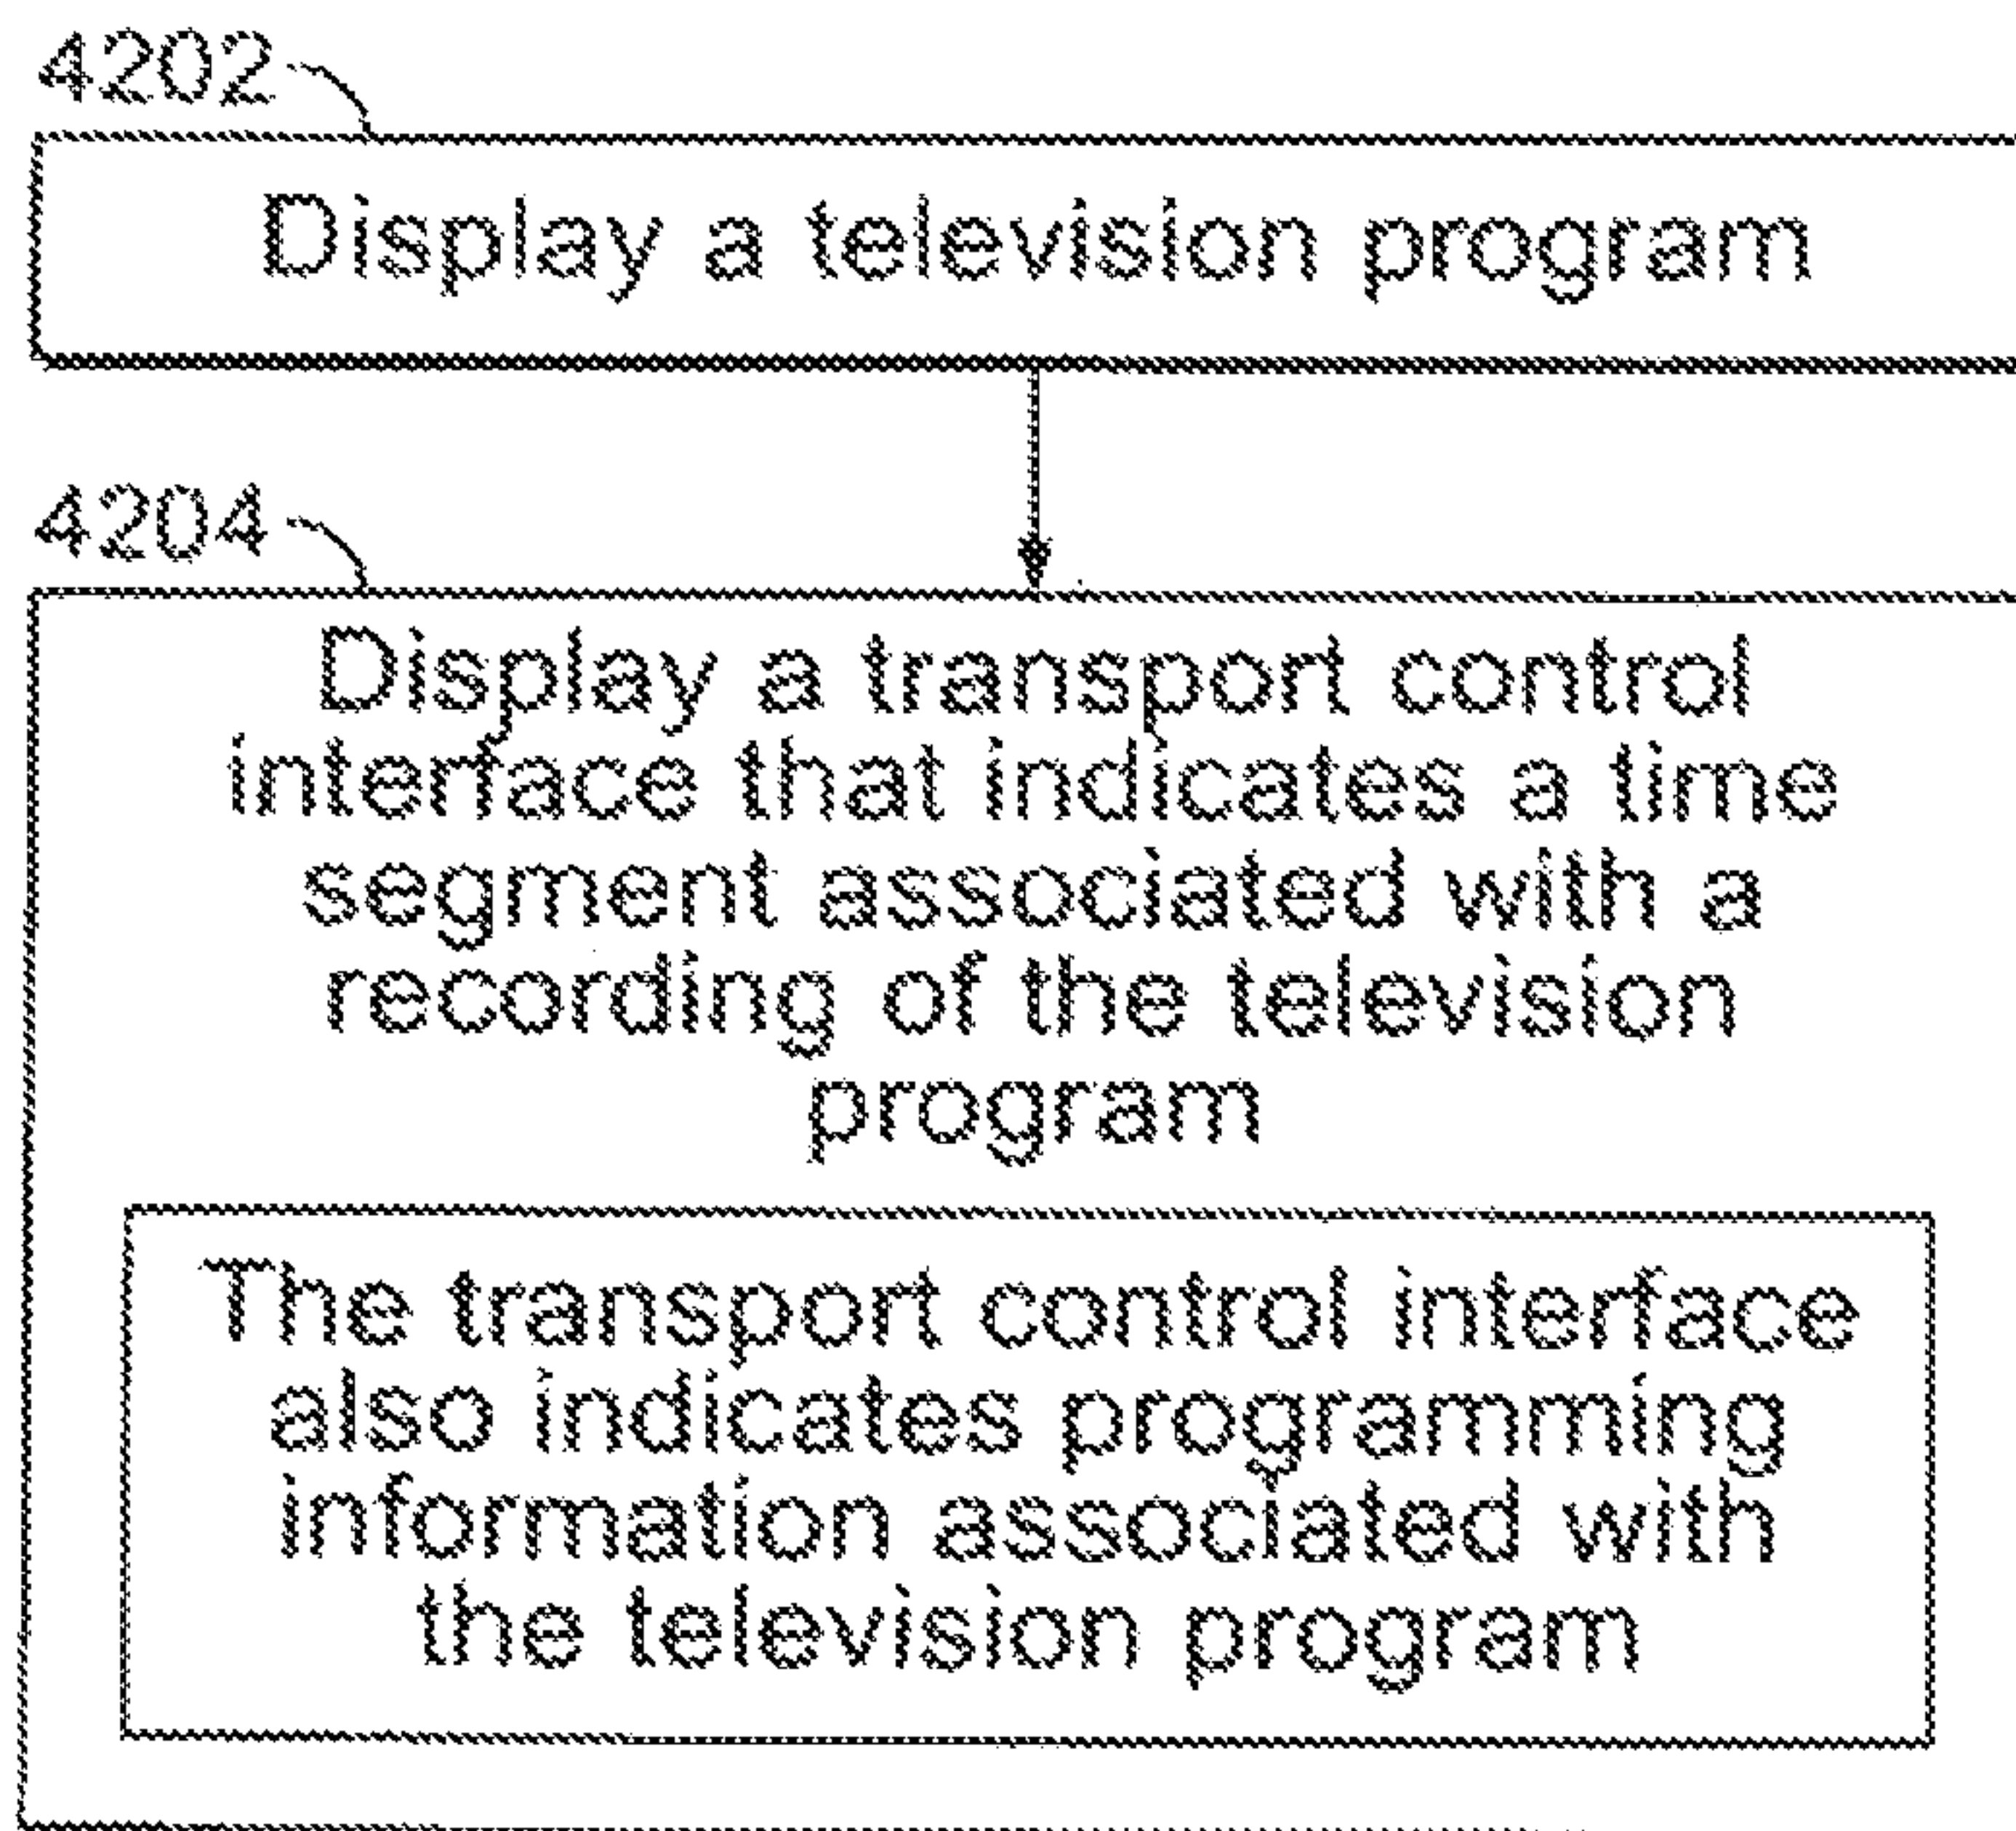 4202
Display a television program
4204
Display a transport control
interface that indicates a time
segment associated with a
recording of the television
program
The transport control interface
also indicates programming
information associated with
the television program